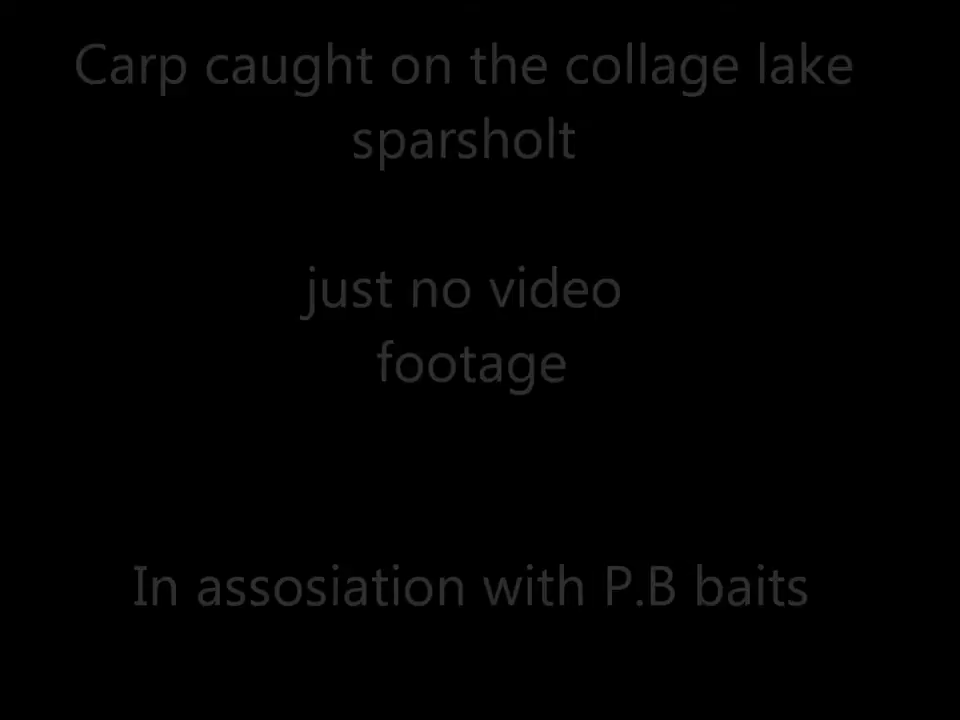 Carp caught on the collage lake
sparsholt
just no video
footage
In assosiation with P.B baits